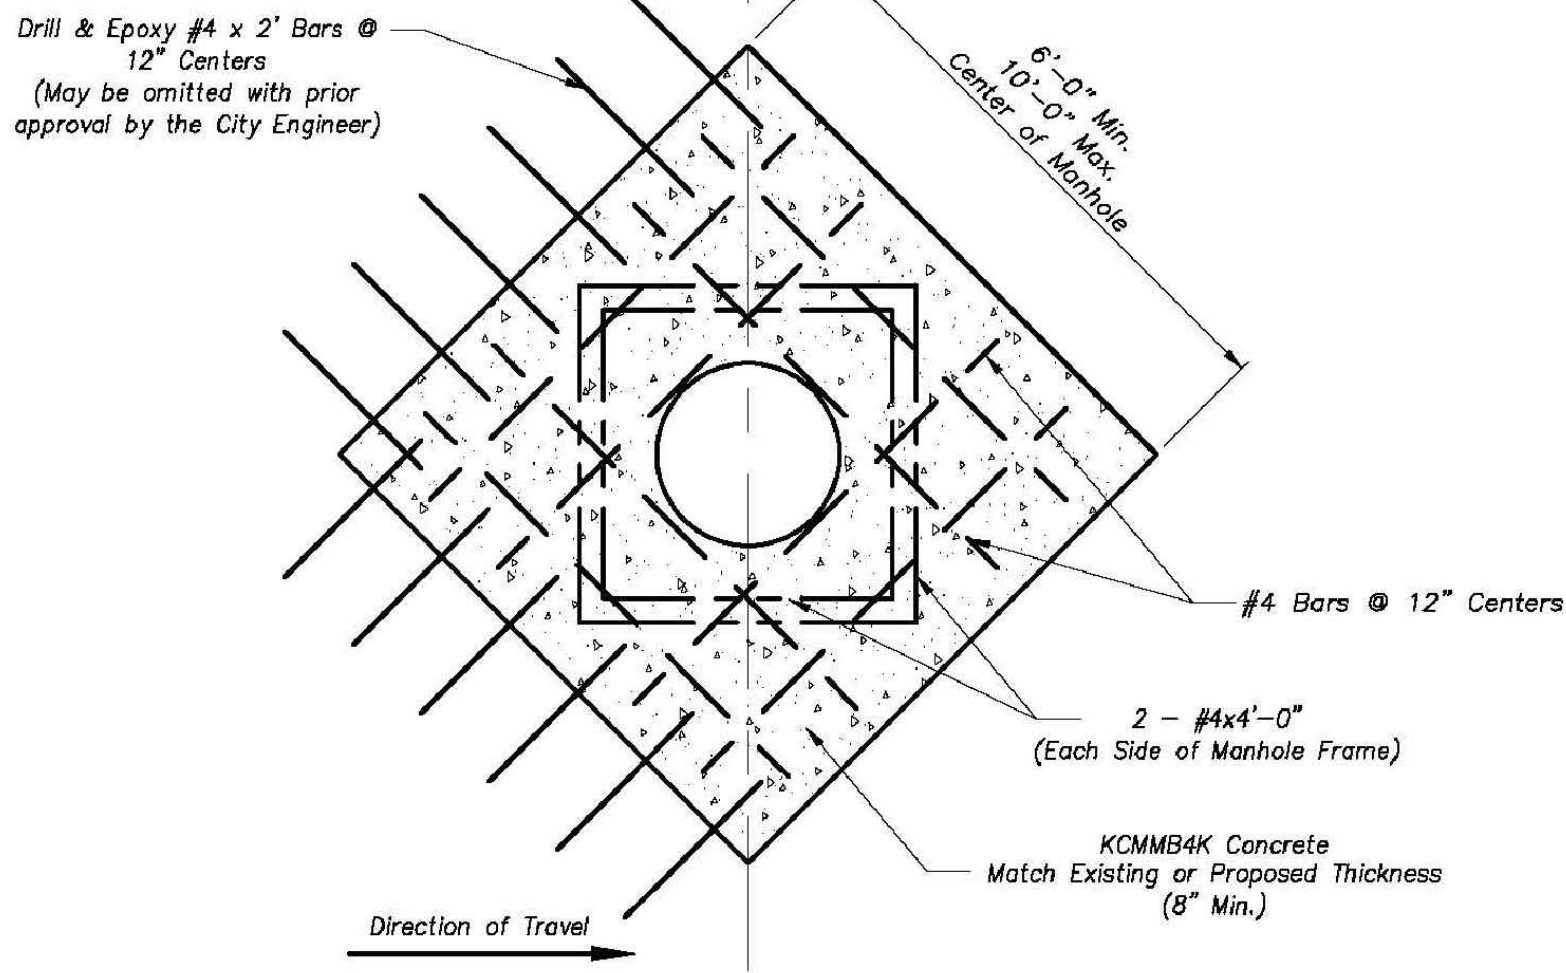 Drill & Epoxy #4 x 2' Bars @
12" Centers
(May be omitted with prior
approval by the City Engineer)
6'-0" Min.
10'-0" Max.
Center of Manhole
#4 Bars @ 12" Centers
2 - #4x4'-0"
(Each Side of Manhole Frame)
KCMMB4K Concrete
Match Existing or Proposed Thickness
(8" Min.)
Direction of Travel